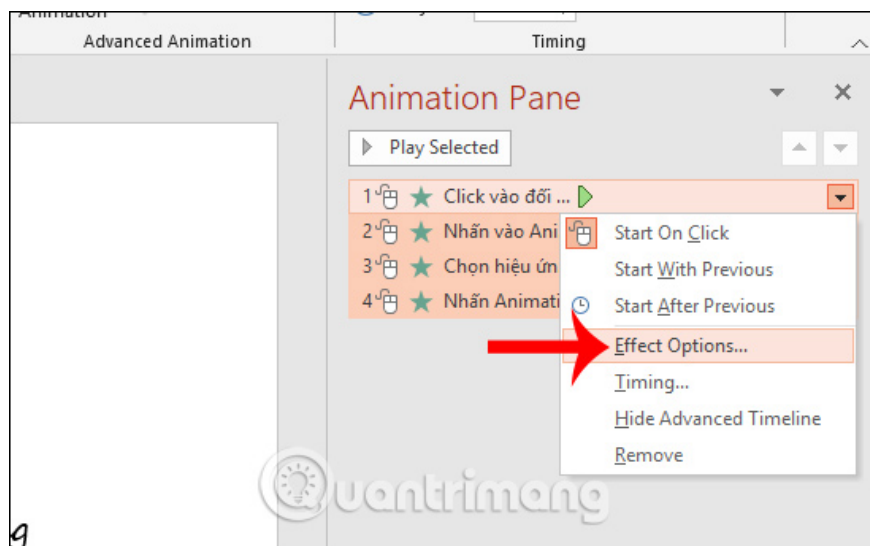 Animation
Advanced Animation
Timing
Animation Pane
Play Selected
1 Click vào đối ...
2 Nhấn vào Ani
3 Chọn hiệu ứn
4 Nhấn Animati
Start On Click
Start With Previous
Start After Previous
Effect Options...
Timing...
Hide Advanced Timeline
Remove
Quantrimang
g